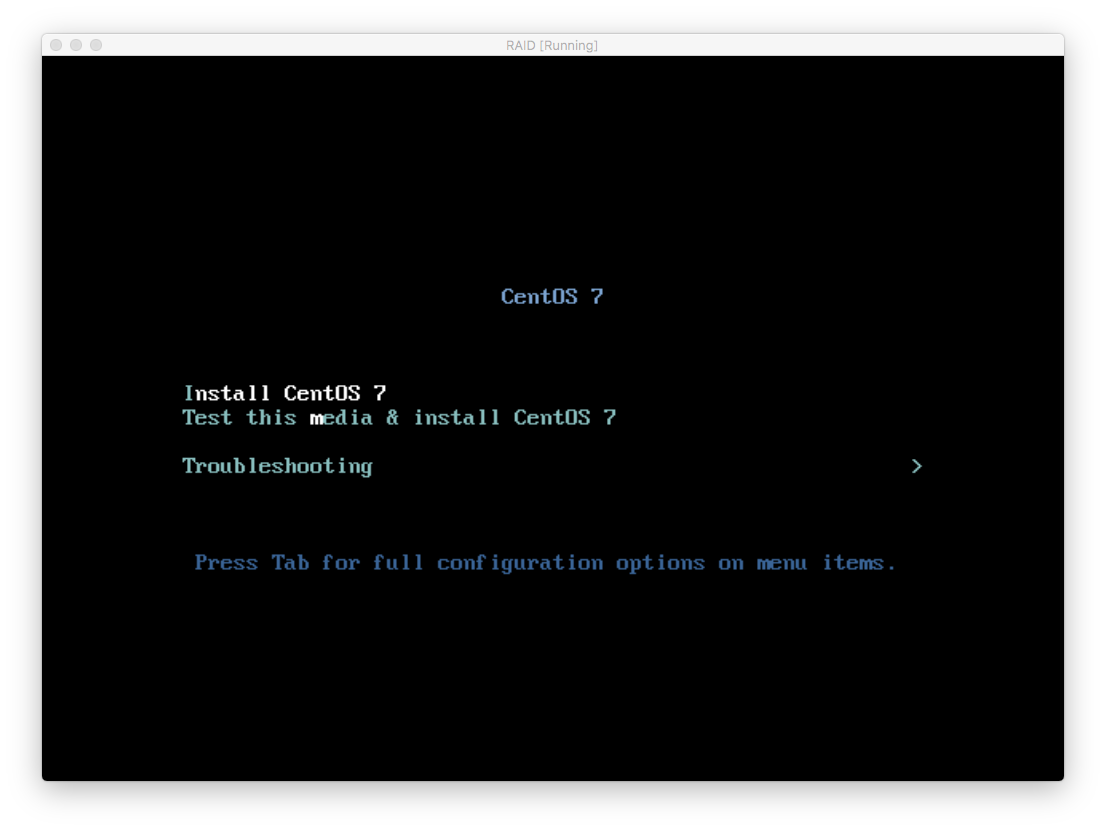 RAID [Running]
CentOS 7
Install CentOS 7
Test this media & install CentOS 7
Troubleshooting >
Press Tab for full configuration options on menu items.